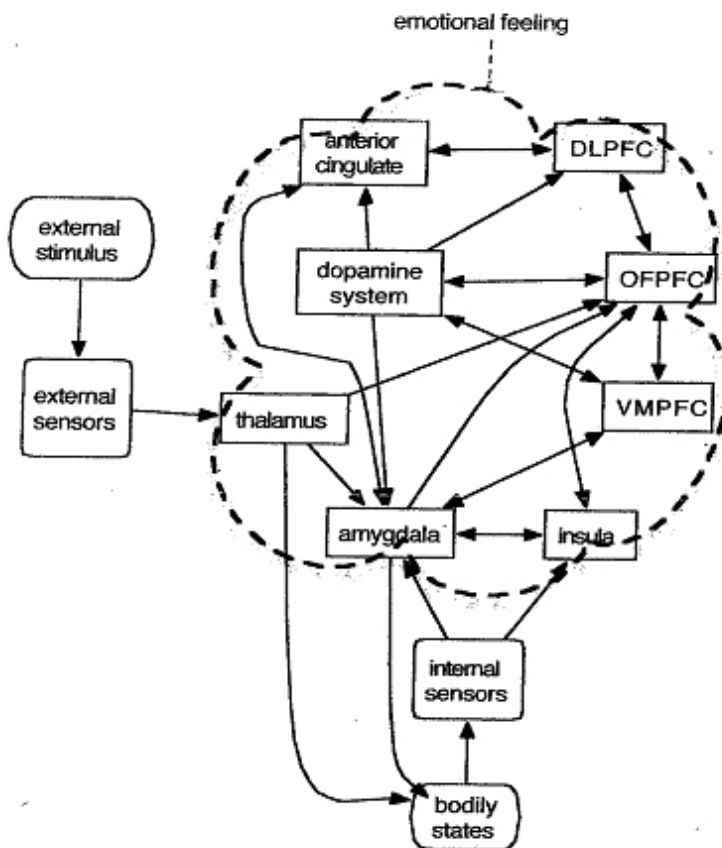 emotional feeling
anterior
cingulate
DLPFC
external
stimulus
dopamine
system
OFPFC
external
sensors
thalamus
VMPFC
amygdala
insula
internal
sensors
bodily
states